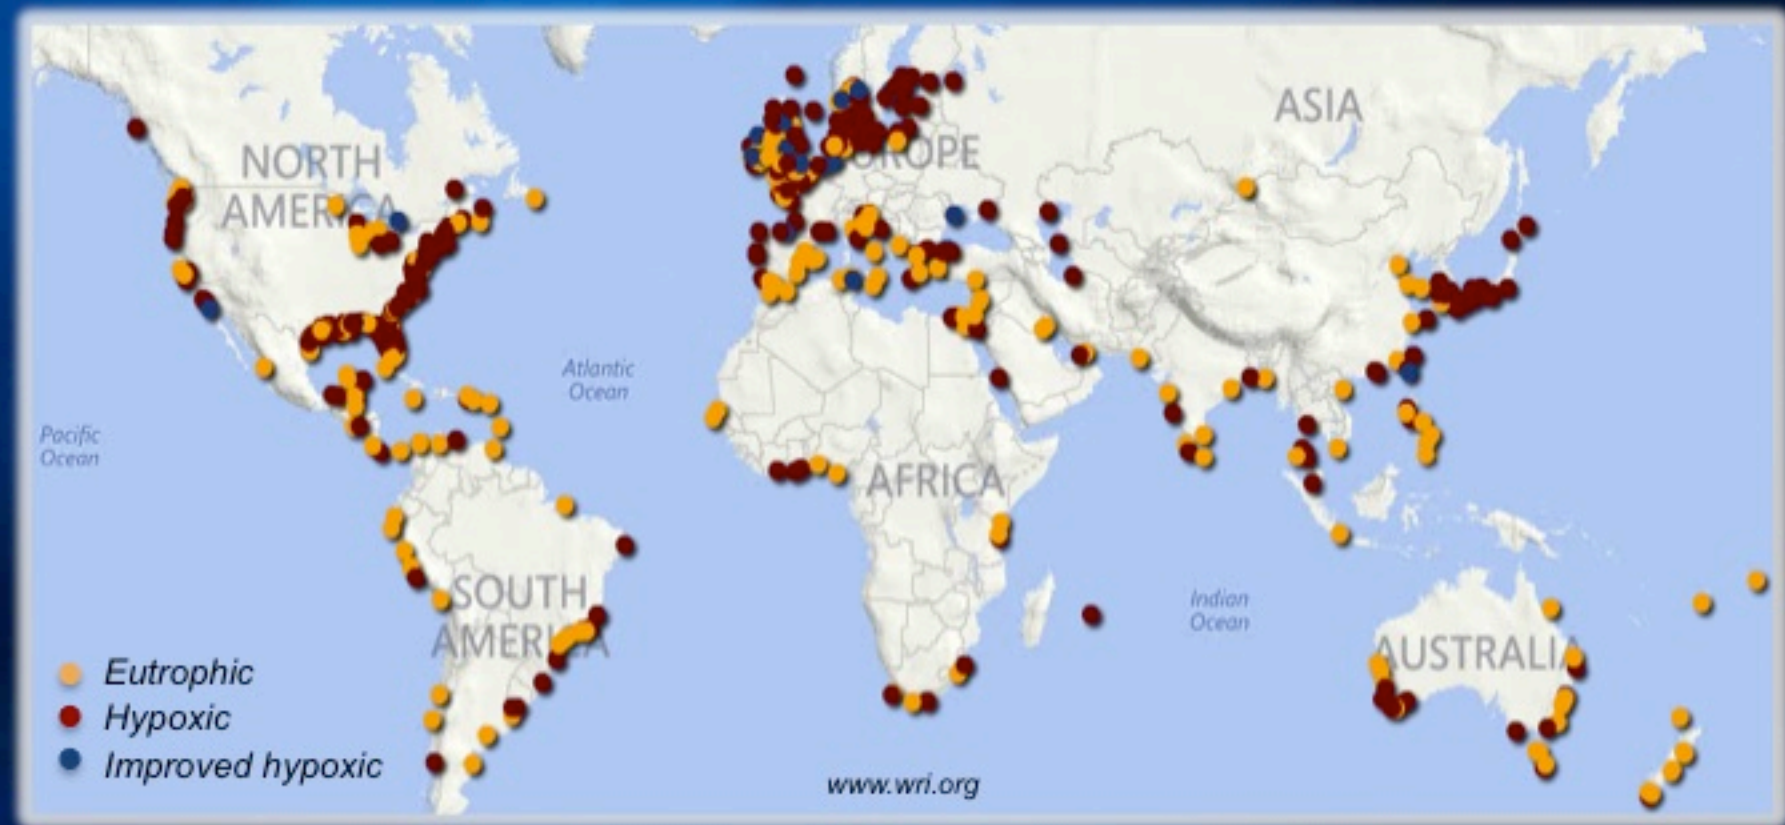 ASIA
NORTH
AMERICA
EUROPE
Atlantic
Ocean
Pacific
Ocean
AFRICA
SOUTH
AMERICA
Indian
Ocean
AUSTRALIA
Eutrophic
Hypoxic
Improved hypoxic
www.wri.org